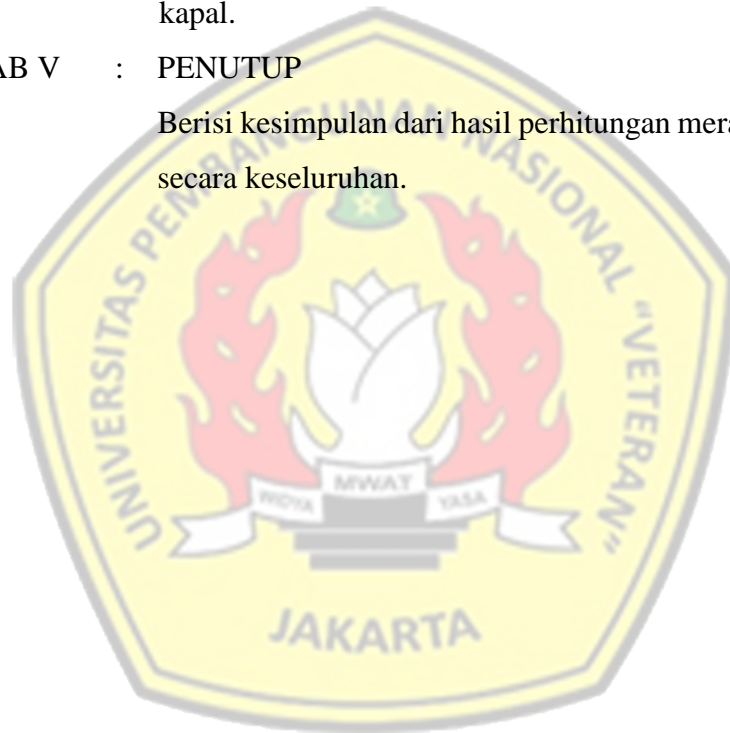 kapal.
AB V : PENUTUP
Berisi kesimpulan dari hasil perhitungan mera
secara keseluruhan.
UNIVERSITAS PEMBANGUNAN NASIONAL "VETERAN"
WIDYA MWAT YASA
JAKARTA